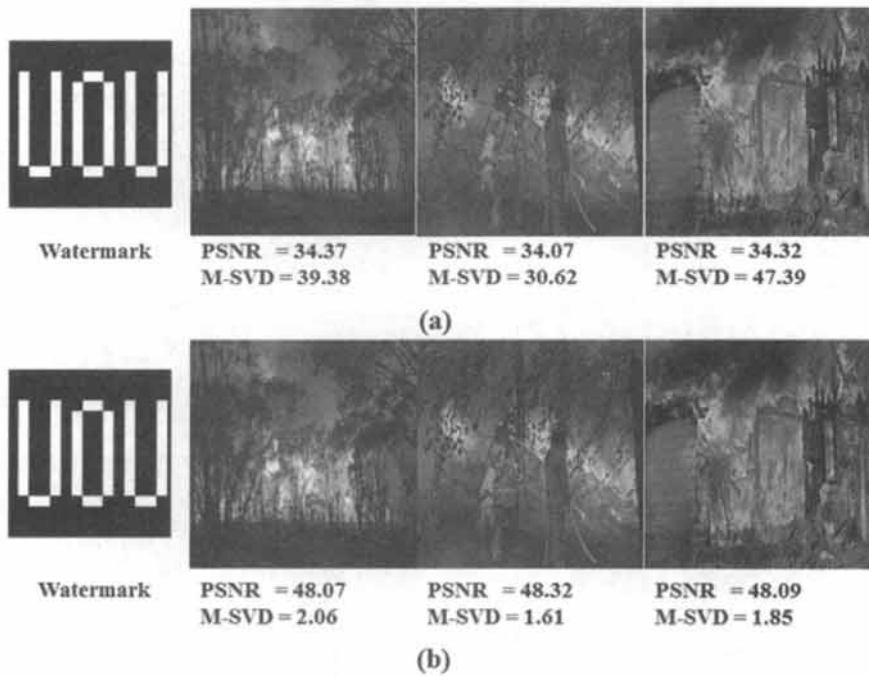 UOU
Watermark
PSNR = 34.37
M-SVD = 39.38
PSNR = 34.07
M-SVD = 30.62
PSNR = 34.32
M-SVD = 47.39
(a)
UOU
Watermark
PSNR = 48.07
M-SVD = 2.06
PSNR = 48.32
M-SVD = 1.61
PSNR = 48.09
M-SVD = 1.85
(b)